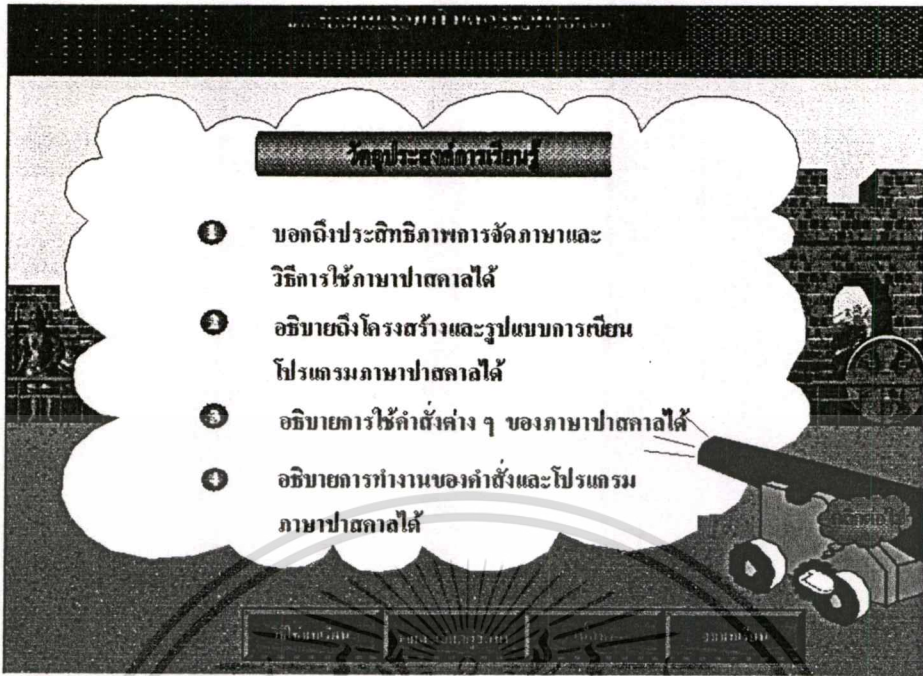 วัตถุประสงค์การเรียนรู้
1 บอกถึงประสิทธิภาพการจัดภาษาและ
วิธีการใช้ภาษาปาสคาลได้
2 อธิบายถึงโครงสร้างและรูปแบบการเขียน
โปรแกรมภาษาปาสคาลได้
3 อธิบายการใช้คำสั่งต่าง ๆ ของภาษาปาสคาลได้
4 อธิบายการทำงานของคำสั่งและโปรแกรม
ภาษาปาสคาลได้